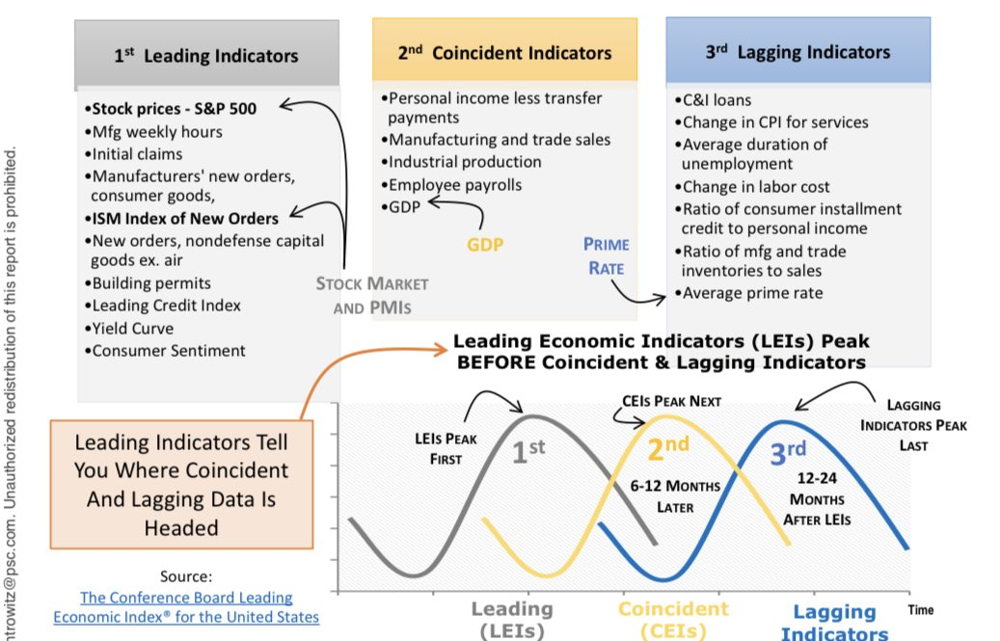 1st Leading Indicators
•Stock prices - S&P 500
•Mfg weekly hours
•Initial claims
•Manufacturers' new orders,
consumer goods,
•ISM Index of New Orders
•New orders, nondefense capital
goods ex. air
•Building permits
•Leading Credit Index
•Yield Curve
•Consumer Sentiment
STOCK MARKET
AND PMIS
2nd Coincident Indicators
•Personal income less transfer
payments
•Manufacturing and trade sales
•Industrial production
•Employee payrolls
•GDP
GDP
3rd Lagging Indicators
•C&I loans
•Change in CPI for services
•Average duration of
unemployment
•Change in labor cost
•Ratio of consumer installment
credit to personal income
•Ratio of mfg and trade
inventories to sales
•Average prime rate
PRIME
RATE
Leading Economic Indicators (LEIs) Peak
BEFORE Coincident & Lagging Indicators
Leading Indicators Tell
You Where Coincident
And Lagging Data Is
Headed
Source:
The Conference Board Leading
Economic Index® for the United States
LEIS PEAK
FIRST
1st
CEIS PEAK NEXT
2nd
6-12 MONTHS
LATER
LAGGING
INDICATORS PEAK
LAST
3rd
12-24
MONTHS
AFTER LEIS
Leading
(LEIs)
Coincident
(CEIs)
Lagging
Indicators
Time
ntrowitz@psc.com. Unauthorized redistribution of this report is prohibited.